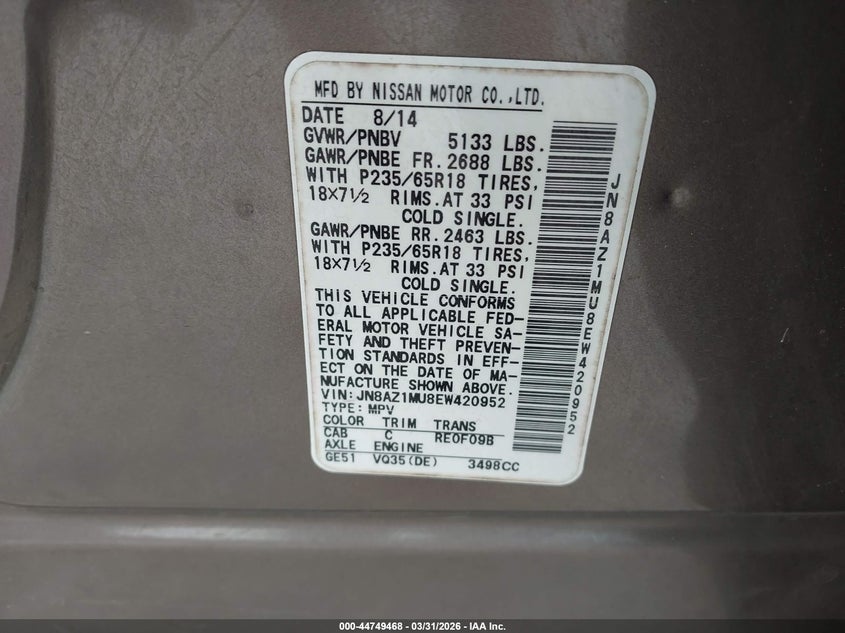 MFD BY NISSAN MOTOR CO.,LTD.
DATE 8/14
GVWR/PNBV 5133 LBS.
GAWR/PNBE FR. 2688 LBS.
WITH P235/65R18 TIRES,
18X7½ RIMS.AT 33 PSI
COLD SINGLE.
GAWR/PNBE RR. 2463 LBS.
WITH P235/65R18 TIRES,
18X7½ RIMS.AT 33 PSI
COLD SINGLE.
THIS VEHICLE CONFORMS
TO ALL APPLICABLE FED-
ERAL MOTOR VEHICLE SA-
FETY AND THEFT PREVEN-
TION STANDARDS IN EFF-
ECT ON THE DATE OF MA-
NUFACTURE SHOWN ABOVE.
VIN:JN8AZ1MU8EW420952
TYPE:MPV
COLOR TRIM TRANS
CAB C RE0F09B
AXLE ENGINE
GE51 VQ35(DE) 3498CC
JN8AZ1MU8EW420952
000-44749468 - 03/31/2026 - IAA Inc.